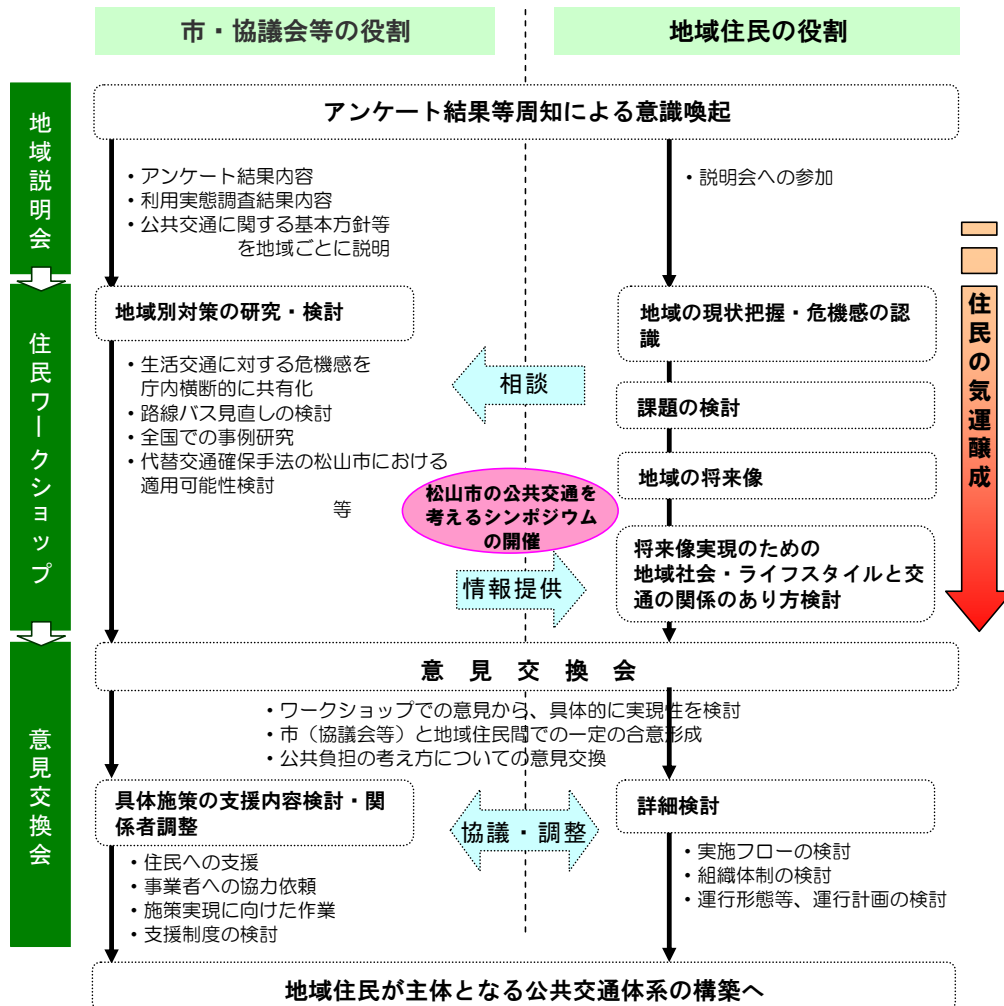 市・協議会等の役割
地域住民の役割
地域説明会
アンケート結果等周知による意識喚起
・アンケート結果内容
・利用実態調査結果内容
・公共交通に関する基本方針等
を地域ごとに説明
・説明会への参加
住民ワークショップ
地域別対策の研究・検討
・生活交通に対する危機感を
庁内横断的に共有化
・路線バス見直しの検討
・全国での事例研究
・代替交通確保手法の松山市における
適用可能性検討
等
相談
松山市の公共交通を
考えるシンポジウム
の開催
情報提供
地域の現状把握・危機感の認
識
課題の検討
地域の将来像
将来像実現のための
地域社会・ライフスタイルと交
通の関係のあり方検討
住民の気運醸成
意見交換会
意見交換会
・ワークショップでの意見から、具体的に実現性を検討
・市（協議会等）と地域住民間での一定の合意形成
・公共負担の考え方についての意見交換
具体施策の支援内容検討・関
係者調整
・住民への支援
・事業者への協力依頼
・施策実現に向けた作業
・支援制度の検討
協議・調整
詳細検討
・実施フローの検討
・組織体制の検討
・運行形態等、運行計画の検討
地域住民が主体となる公共交通体系の構築へ